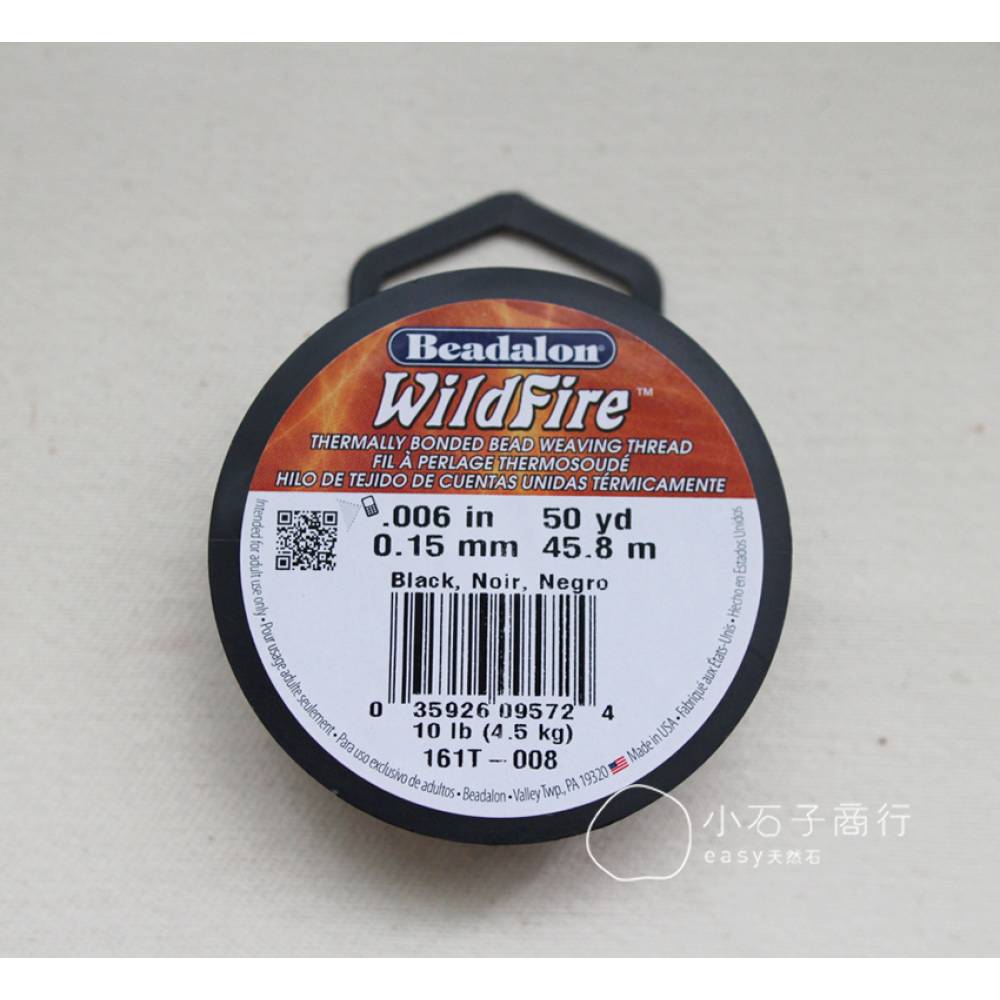 Beadalon®
WildFire™
THERMALLY BONDED BEAD WEAVING THREAD
FIL À PERLAGE THERMOSOUDÉ
HILO DE TEJIDO DE CUENTAS UNIDAS TÉRMICAMENTE
.006 in 50 yd
0.15 mm 45.8 m
Black, Noir, Negro
0 35926 09572 4
10 lb (4.5 kg)
161T – 008
Intended for adult use only • Pour usage adulte seulement • Para uso exclusivo de adultos • Beadalon • Valley Twp., PA 19320 Made in USA • Fabriqué aux États-Unis • Hecho en Estados Unidos
小石子商行
easy天然石